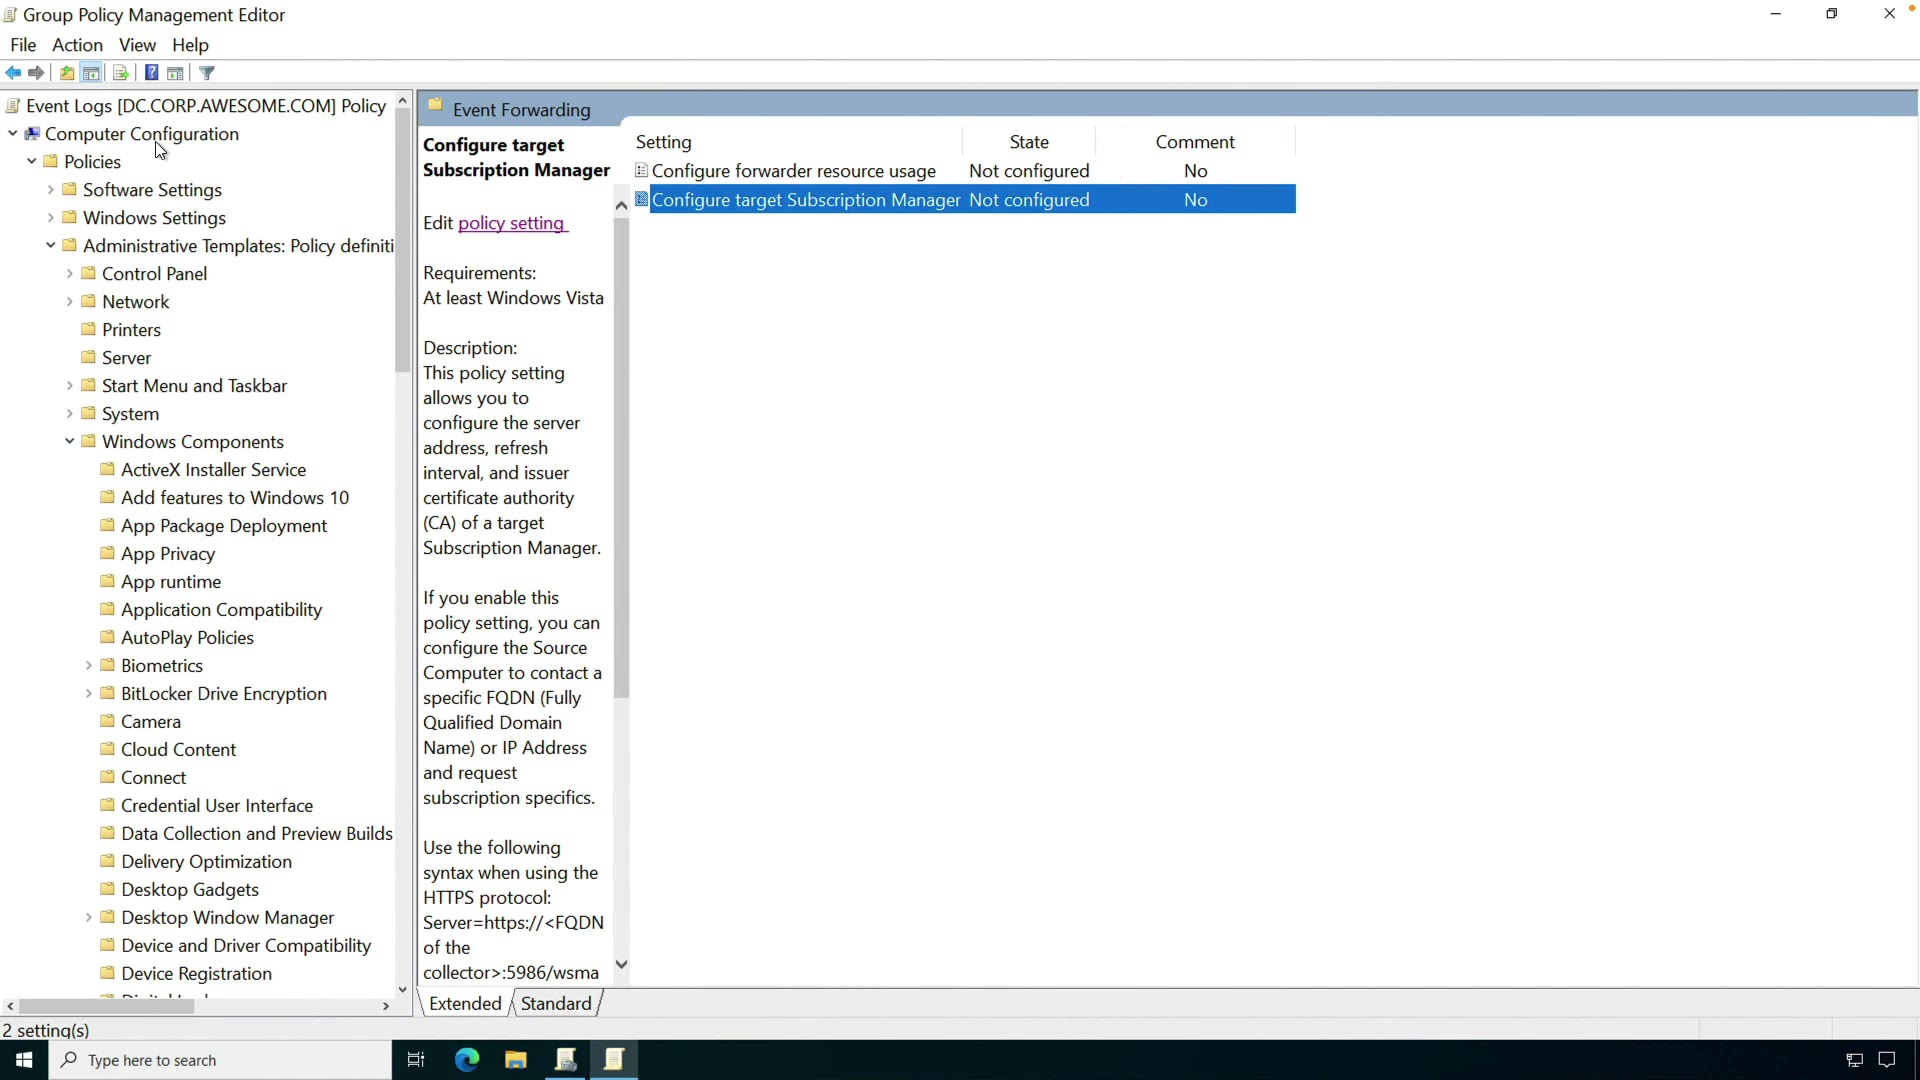 Group Policy Management Editor
File Action View Help
Event Logs [DC.CORP.AWESOME.COM] Policy
Computer Configuration
Policies
Software Settings
Windows Settings
Administrative Templates: Policy definiti
Control Panel
Network
Printers
Server
Start Menu and Taskbar
System
Windows Components
ActiveX Installer Service
Add features to Windows 10
App Package Deployment
App Privacy
App runtime
Application Compatibility
AutoPlay Policies
Biometrics
BitLocker Drive Encryption
Camera
Cloud Content
Connect
Credential User Interface
Data Collection and Preview Builds
Delivery Optimization
Desktop Gadgets
Desktop Window Manager
Device and Driver Compatibility
Device Registration
Event Forwarding
Configure target
Subscription Manager
Edit policy setting
Requirements:
At least Windows Vista
Description:
This policy setting
allows you to
configure the server
address, refresh
interval, and issuer
certificate authority
(CA) of a target
Subscription Manager.
If you enable this
policy setting, you can
configure the Source
Computer to contact a
specific FQDN (Fully
Qualified Domain
Name) or IP Address
and request
subscription specifics.
Use the following
syntax when using the
HTTPS protocol:
Server=https://<FQDN
of the
collector>:5986/wsma
Setting State Comment
Configure forwarder resource usage Not configured No
Configure target Subscription Manager Not configured No
Extended Standard
2 setting(s)
Type here to search